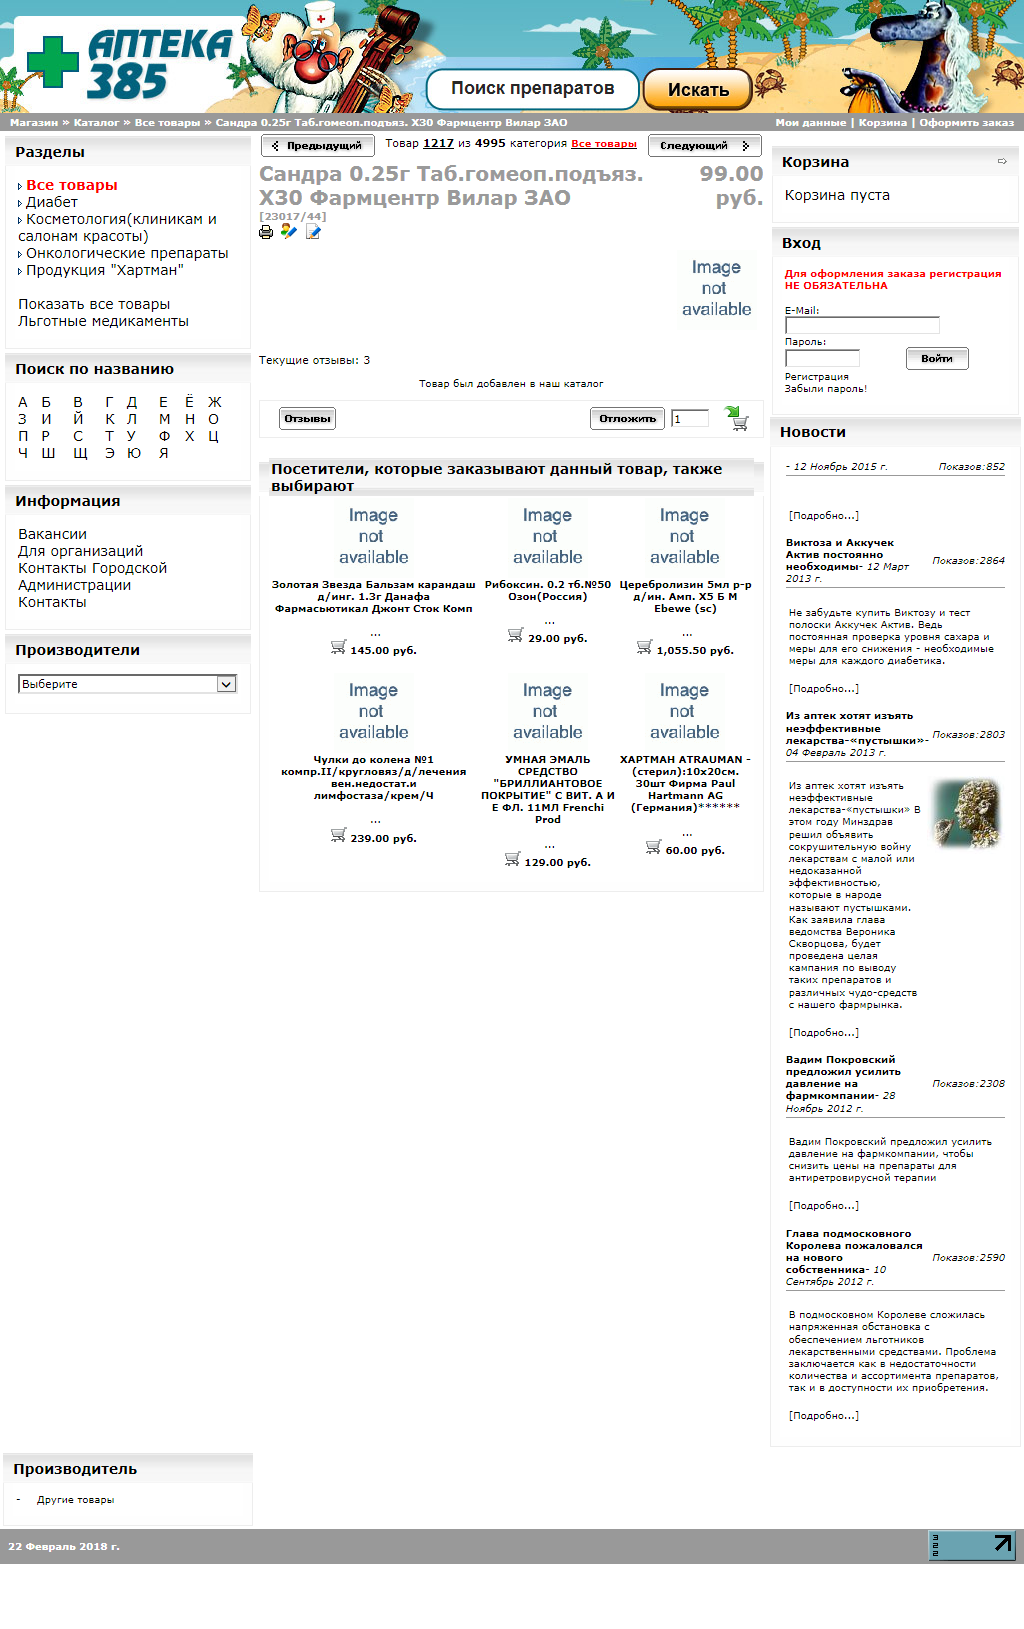 АПТЕКА
385
Поиск препаратов
Искать
Магазин » Каталог » Все товары » Сандра 0.25г Таб.гомеоп.подъяз. Х30 Фармцентр Вилар ЗАО
Мои данные | Корзина | Оформить заказ
Разделы
Все товары
Диабет
Косметология(клиникам и
салонам красоты)
Онкологические препараты
Продукция "Хартман"
Показать все товары
Льготные медикаменты
Поиск по названию
А Б В Г Д Е Ё Ж
З И Й К Л М Н О
П Р С Т У Ф Х Ц
Ч Ш Щ Э Ю Я
Информация
Вакансии
Для организаций
Контакты Городской
Администрации
Контакты
Производители
Выберите
Предыдущий
Товар 1217 из 4995 категория Все товары
Следующий
Сандра 0.25г Таб.гомеоп.подъяз.
Х30 Фармцентр Вилар ЗАО
99.00
руб.
[23017/44]
Image
not
available
Текущие отзывы: 3
Товар был добавлен в наш каталог
Отзывы
Отложить
1
Посетители, которые заказывают данный товар, также
выбирают
Image
not
available
Золотая Звезда Бальзам карандаш
д/инг. 1.3г Данафа
Фармасьютикал Джонт Сток Комп
...
145.00 руб.
Image
not
available
Рибоксин. 0.2 тб.№50
Озон(Россия)
...
29.00 руб.
Image
not
available
Церебролизин 5мл р-р
д/ин. Амп. Х5 Б М
Ebewe (sc)
...
1,055.50 руб.
Image
not
available
Чулки до колена №1
компр.II/кругловяз/д/лечения
вен.недостат.и
лимфостаза/крем/Ч
...
239.00 руб.
Image
not
available
УМНАЯ ЭМАЛЬ
СРЕДСТВО
"БРИЛЛИАНТОВОЕ
ПОКРЫТИЕ" С ВИТ. А И
Е ФЛ. 11МЛ Frenchi
Prod
...
129.00 руб.
Image
not
available
ХАРТМАН ATRAUMAN -
(стерил):10х20см.
30шт Фирма Paul
Hartmann AG
(Германия)******
...
60.00 руб.
Корзина
Корзина пуста
Вход
Для оформления заказа регистрация
НЕ ОБЯЗАТЕЛЬНА
E-Mail:
Пароль:
Войти
Регистрация
Забыли пароль!
Новости
- 12 Ноябрь 2015 г.
Показов:852
[Подробно...]
Виктоза и Аккучек
Актив постоянно
необходимы- 12 Март
2013 г.
Показов:2864
Не забудьте купить Виктозу и тест
полоски Аккучек Актив. Ведь
постоянная проверка уровня сахара и
меры для его снижения - необходимые
меры для каждого диабетика.
[Подробно...]
Из аптек хотят изъять
неэффективные
лекарства-«пустышки»-
04 Февраль 2013 г.
Показов:2803
Из аптек хотят изъять
неэффективные
лекарства-«пустышки» В
этом году Минздрав
решил объявить
сокрушительную войну
лекарствам с малой или
недоказанной
эффективностью,
которые в народе
называют пустышками.
Как заявила глава
ведомства Вероника
Скворцова, будет
проведена целая
кампания по выводу
таких препаратов и
различных чудо-средств
с нашего фармрынка.
[Подробно...]
Вадим Покровский
предложил усилить
давление на
фармкомпании- 28
Ноябрь 2012 г.
Показов:2308
Вадим Покровский предложил усилить
давление на фармкомпании, чтобы
снизить цены на препараты для
антиретровирусной терапии
[Подробно...]
Глава подмосковного
Королева пожаловался
на нового
собственника- 10
Сентябрь 2012 г.
Показов:2590
В подмосковном Королеве сложилась
напряженная обстановка с
обеспечением льготников
лекарственными средствами. Проблема
заключается как в недостаточности
количества и ассортимента препаратов,
так и в доступности их приобретения.
[Подробно...]
Производитель
- Другие товары
22 Февраль 2018 г.